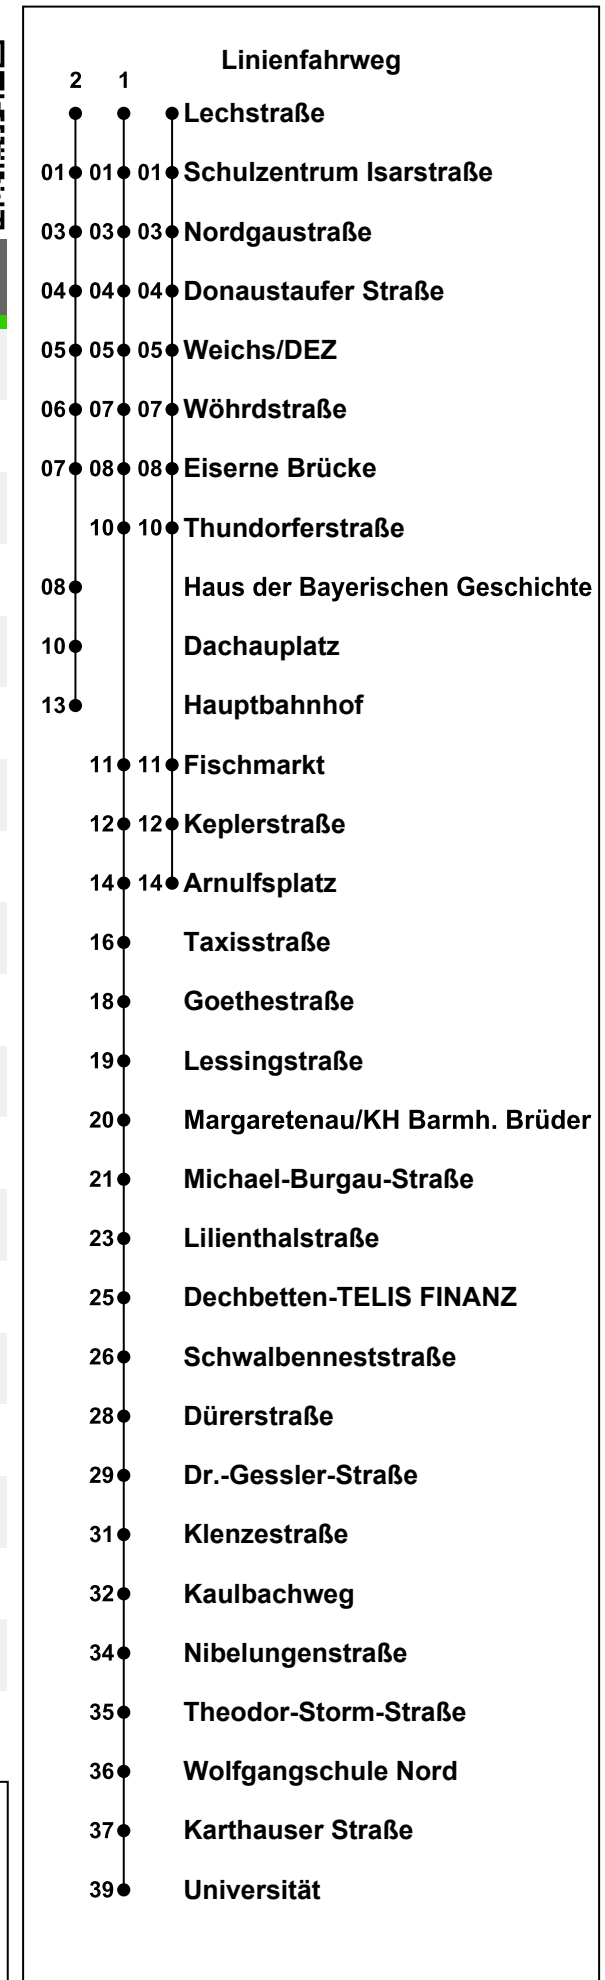 Linienfahrweg
2 1
Lechstraße
01 01 01 Schulzentrum Isarstraße
03 03 03 Nordgaustraße
04 04 04 Donaustaufer Straße
05 05 05 Weichs/DEZ
06 07 07 Wöhrdstraße
07 08 08 Eiserne Brücke
10 10 Thundorferstraße
08 Haus der Bayerischen Geschichte
10 Dachauplatz
13 Hauptbahnhof
11 11 Fischmarkt
12 12 Keplerstraße
14 14 Arnulfsplatz
16 Taxisstraße
18 Goethestraße
19 Lessingstraße
20 Margaretenau/KH Barmh. Brüder
21 Michael-Burgau-Straße
23 Lilienthalstraße
25 Dechbetten-TELIS FINANZ
26 Schwalbenneststraße
28 Dürerstraße
29 Dr.-Gessler-Straße
31 Klenzestraße
32 Kaulbachweg
34 Nibelungenstraße
35 Theodor-Storm-Straße
36 Wolfgangschule Nord
37 Karthauser Straße
39 Universität